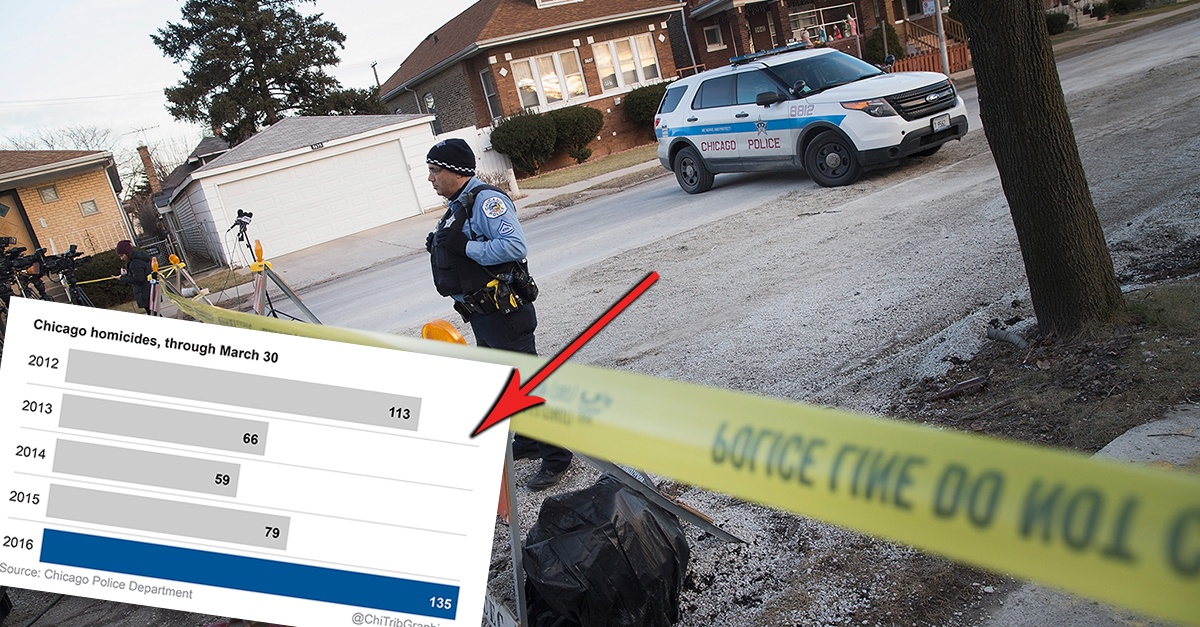 8812
CHICAGO POLICE
POLICE LINE DO NOT C
Chicago homicides, through March 30
2012
113
2013
66
2014
59
2015
79
2016
135
Source: Chicago Police Department
@ChiTribGraphi